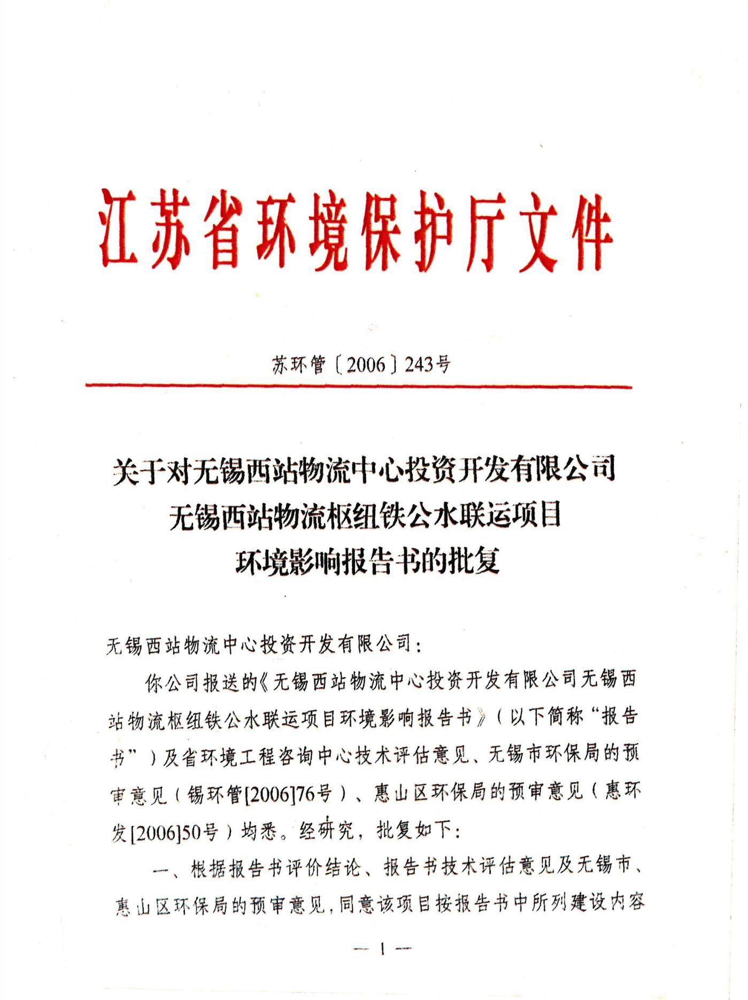 江苏省环境保护厅文件
苏环管〔2006〕243号
关于对无锡西站物流中心投资开发有限公司
无锡西站物流枢纽铁公水联运项目
环境影响报告书的批复
无锡西站物流中心投资开发有限公司：
你公司报送的《无锡西站物流中心投资开发有限公司无锡西
站物流枢纽铁公水联运项目环境影响报告书》（以下简称“报告
书”）及省环境工程咨询中心技术评估意见、无锡市环保局的预
审意见（锡环管[2006]76号）、惠山区环保局的预审意见（惠环
发[2006]50号）均悉。经研究，批复如下：
一、根据报告书评价结论、报告书技术评估意见及无锡市、
惠山区环保局的预审意见，同意该项目按报告书中所列建设内容
— 1 —